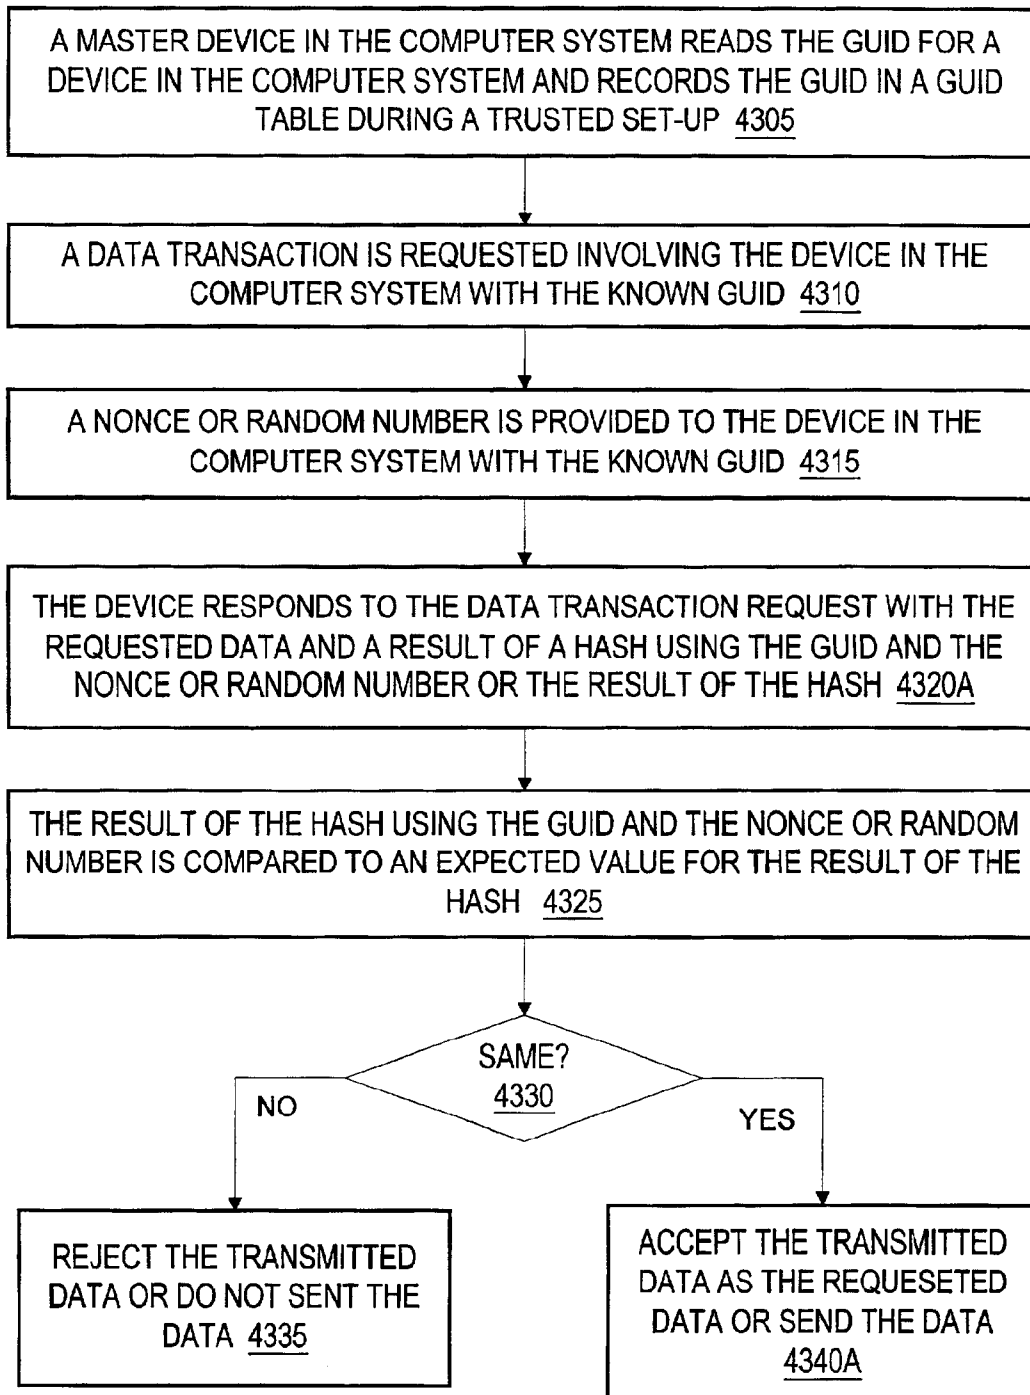 A MASTER DEVICE IN THE COMPUTER SYSTEM READS THE GUID FOR A
DEVICE IN THE COMPUTER SYSTEM AND RECORDS THE GUID IN A GUID
TABLE DURING A TRUSTED SET-UP 4305
A DATA TRANSACTION IS REQUESTED INVOLVING THE DEVICE IN THE
COMPUTER SYSTEM WITH THE KNOWN GUID 4310
A NONCE OR RANDOM NUMBER IS PROVIDED TO THE DEVICE IN THE
COMPUTER SYSTEM WITH THE KNOWN GUID 4315
THE DEVICE RESPONDS TO THE DATA TRANSACTION REQUEST WITH THE
REQUESTED DATA AND A RESULT OF A HASH USING THE GUID AND THE
NONCE OR RANDOM NUMBER OR THE RESULT OF THE HASH 4320A
THE RESULT OF THE HASH USING THE GUID AND THE NONCE OR RANDOM
NUMBER IS COMPARED TO AN EXPECTED VALUE FOR THE RESULT OF THE
HASH 4325
SAME?
4330
NO
YES
REJECT THE TRANSMITTED
DATA OR DO NOT SENT THE
DATA 4335
ACCEPT THE TRANSMITTED
DATA AS THE REQUESETED
DATA OR SEND THE DATA
4340A